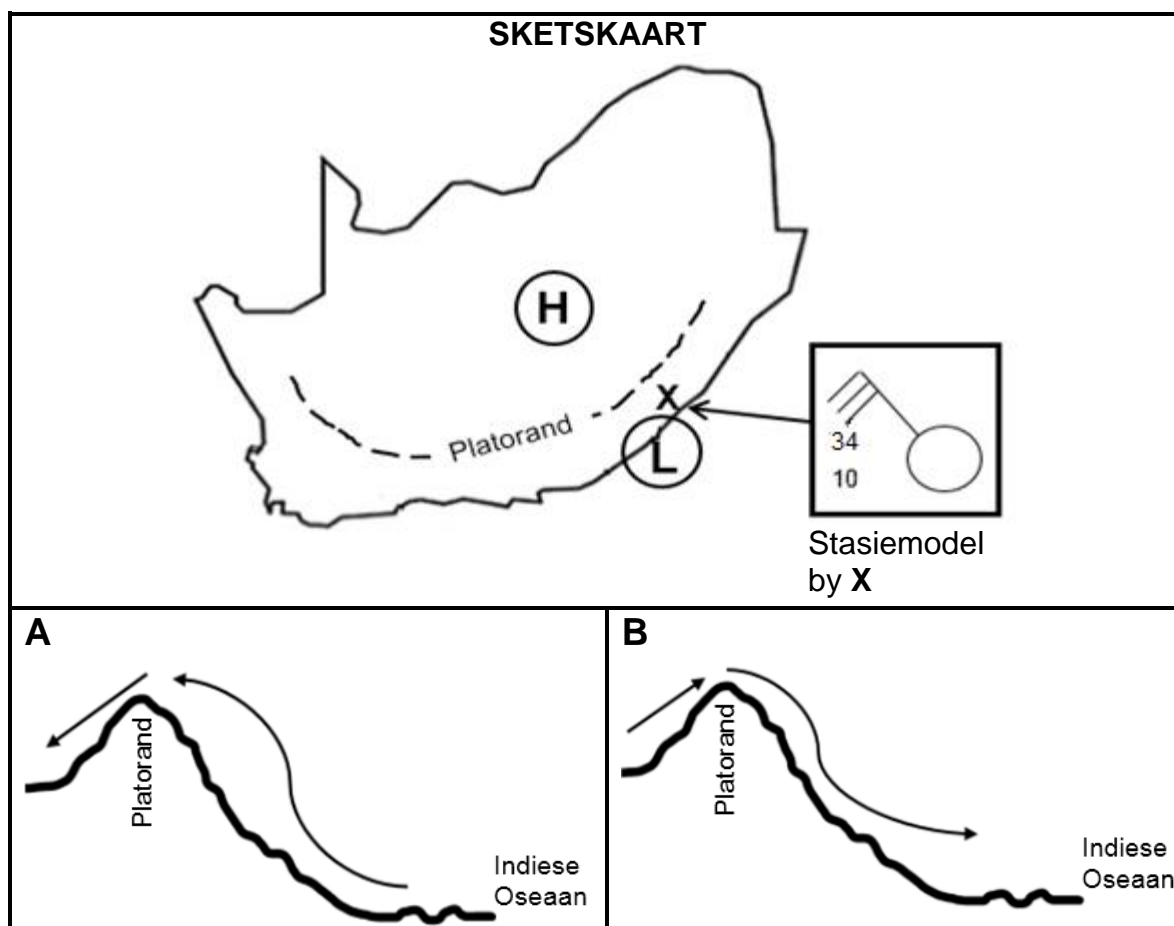 SKETSKAART
H
Platorand
X
L
34
10
Stasiemodel
by X
A
Platorand
Indiese
Oseaan
B
Platorand
Indiese
Oseaan